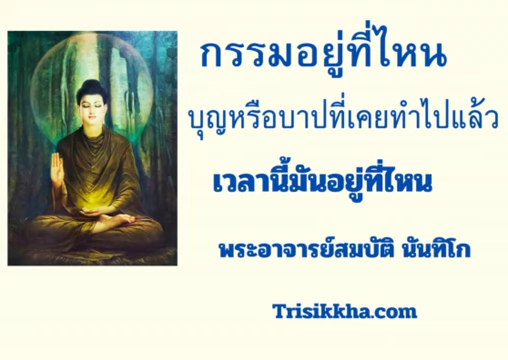 กรรมอยู่ที่ไหน
บุญหรือบาปที่เคยทำไปแล้ว
เวลานี้มันอยู่ที่ไหน
พระอาจารย์สมบัติ นันทิโก
Trisikkha.com